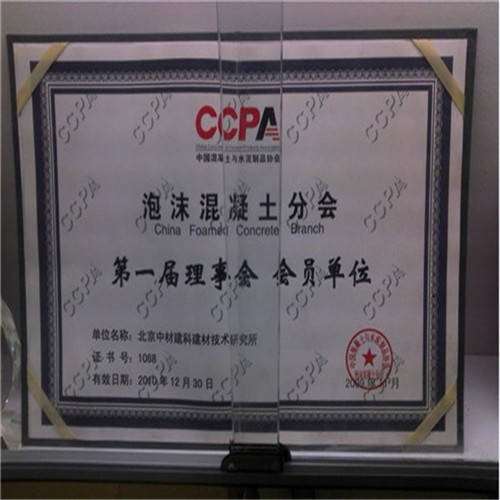 CCPA
中国混凝土与水泥制品协会
泡沫混凝土分会
China Foamed Concrete Branch
第一届理事会 会员单位
单位名称: 北京中材建科建材技术研究所
证书号: 1068
有效日期: 2010年12月30日